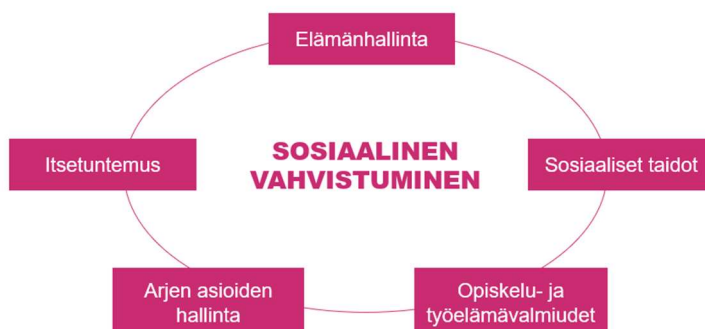 Elämänhallinta
Itsetuntemus
SOSIAALINEN
VAHVISTUMINEN
Sosiaaliset taidot
Arjen asioiden
hallinta
Opiskelu- ja
työelämävalmiudet